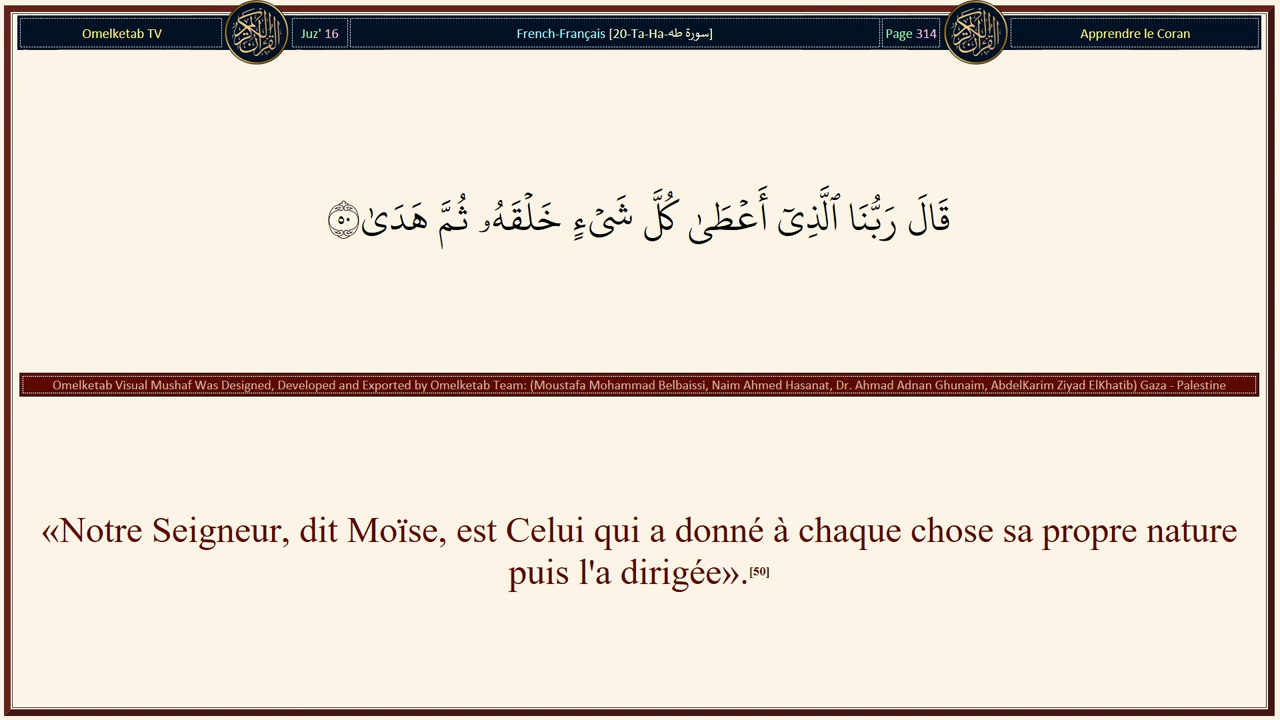 Omelketab TV
Juz' 16
French-Français [20-Ta-Ha-سورة طه]
Page 314
Apprendre le Coran
قَالَ رَبُّنَا ٱلَّذِيٓ أَعۡطَىٰ كُلَّ شَيۡءٍ خَلۡقَهُۥ ثُمَّ هَدَىٰ ٥٠
Omelketab Visual Mushaf Was Designed, Developed and Exported by Omelketab Team: (Moustafa Mohammad Belbaissi, Naim Ahmed Hasanat, Dr. Ahmad Adnan Ghunaim, AbdelKarim Ziyad ElKhatib) Gaza - Palestine
«Notre Seigneur, dit Moïse, est Celui qui a donné à chaque chose sa propre nature
puis l'a dirigée».[50]